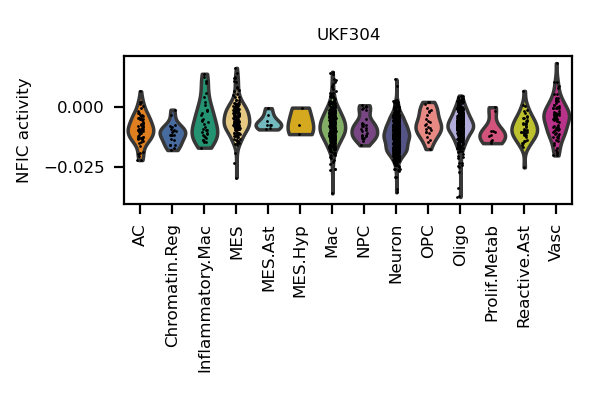 UKF304
NFIC activity
0.000
−0.025
AC
Chromatin.Reg
Inflammatory.Mac
MES
MES.Ast
MES.Hyp
Mac
NPC
Neuron
OPC
Oligo
Prolif.Metab
Reactive.Ast
Vasc